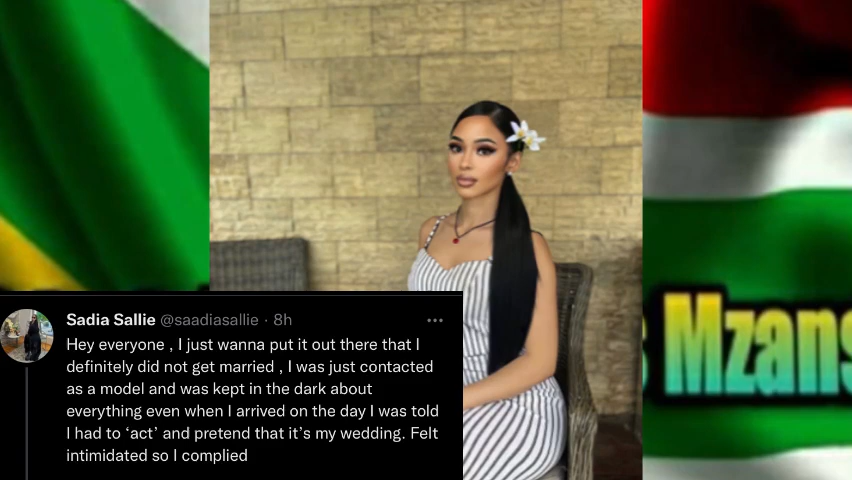 Sadia Sallie @saadiasallie · 8h
Hey everyone , I just wanna put it out there that I
definitely did not get married , I was just contacted
as a model and was kept in the dark about
everything even when I arrived on the day I was told
I had to ‘act’ and pretend that it’s my wedding. Felt
intimidated so I complied